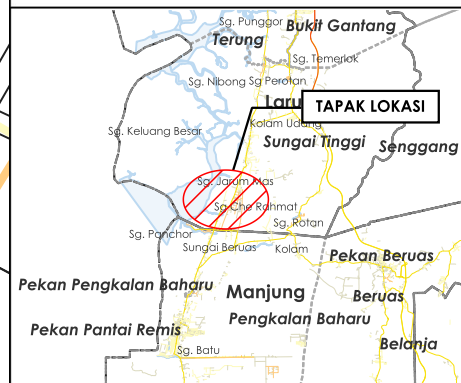 Sg. Punggor
Bukit Gantang
Terung
Sg. Temerlok
Sg. Nibong
Sg Perotan
Laru
TAPAK LOKASI
Kolam Udang
Sg. Keluang Besar
Sungai Tinggi
Senggang
Sg. Jarum Mas
Sg Che Rahmat
Sg. Rotan
Sg. Panchor
Sungai Beruas
Kolam
Pekan Beruas
Pekan Pengkalan Baharu
Manjung
Beruas
Pengkalan Baharu
Pekan Pantai Remis
Belanja
Sg. Batu